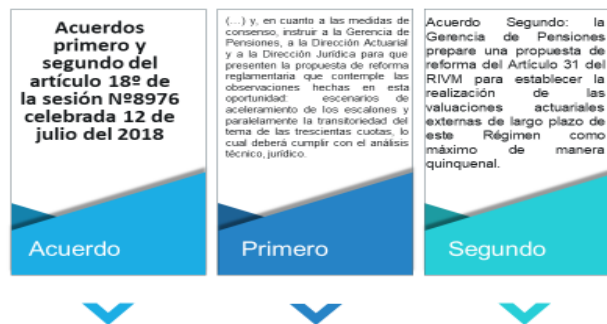 Acuerdos
primero y
segundo del
artículo 18º de
la sesión Nº8976
celebrada 12 de
julio del 2018
Acuerdo
(...) y, en cuanto a las medidas de
consenso, instruir a la Gerencia de
Pensiones, a la Dirección Actuarial
y a la Dirección Jurídica para que
presenten la propuesta de reforma
reglamentaria que contemple las
observaciones hechas en esta
oportunidad: escenarios de
aceleramiento de los escalones y
paralelamente la transitoriedad del
tema de las trescientas cuotas, lo
cual deberá cumplir con el análisis
técnico, jurídico.
Primero
Acuerdo Segundo: la
Gerencia de Pensiones
prepare una propuesta de
reforma del Artículo 31 del
RIVM para establecer la
realización de las
valuaciones actuariales
externas de largo plazo de
este Régimen como
máximo de manera
quinquenal.
Segundo